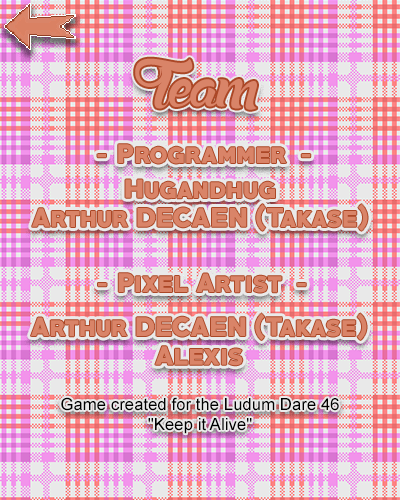 Team
- Programmer -
Hugandhug
Arthur DECAEN (Takase)
- Pixel Artist -
Arthur DECAEN (Takase)
Alexis
Game created for the Ludum Dare 46
"Keep it Alive"